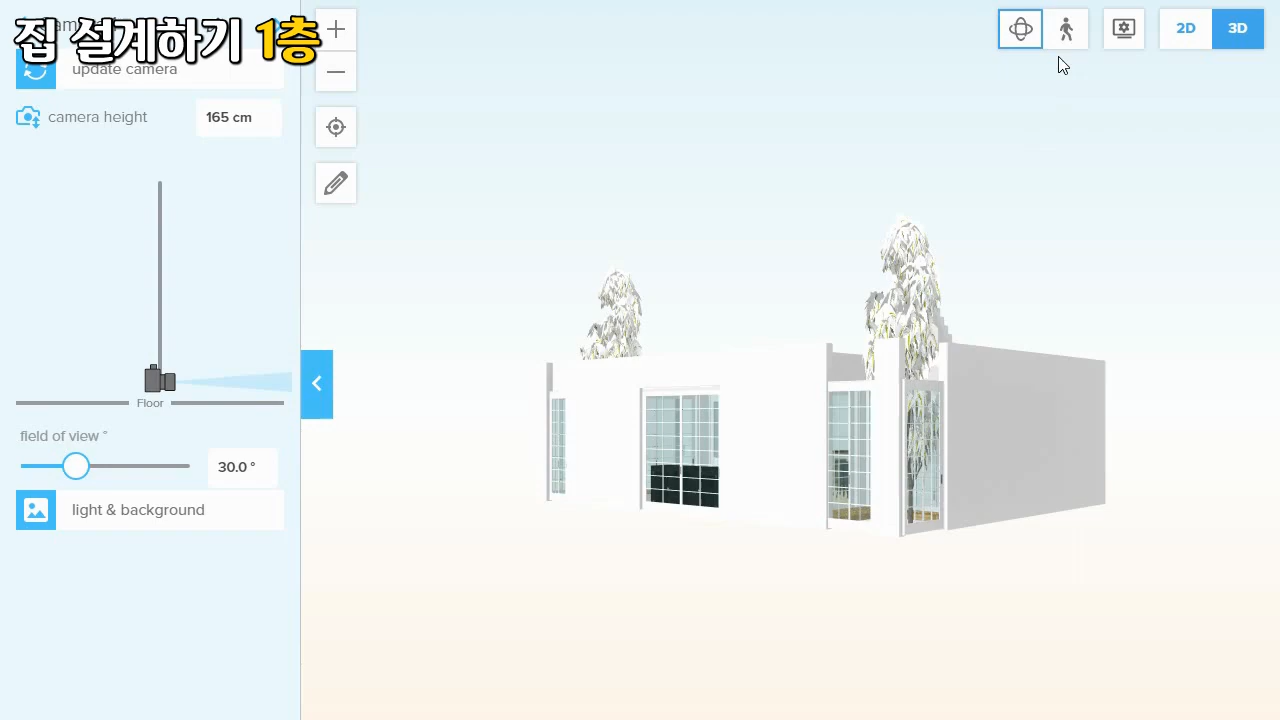 집 설계하기 1층
update camera
camera height
165 cm
Floor
field of view °
30.0 °
light & background
2D
3D